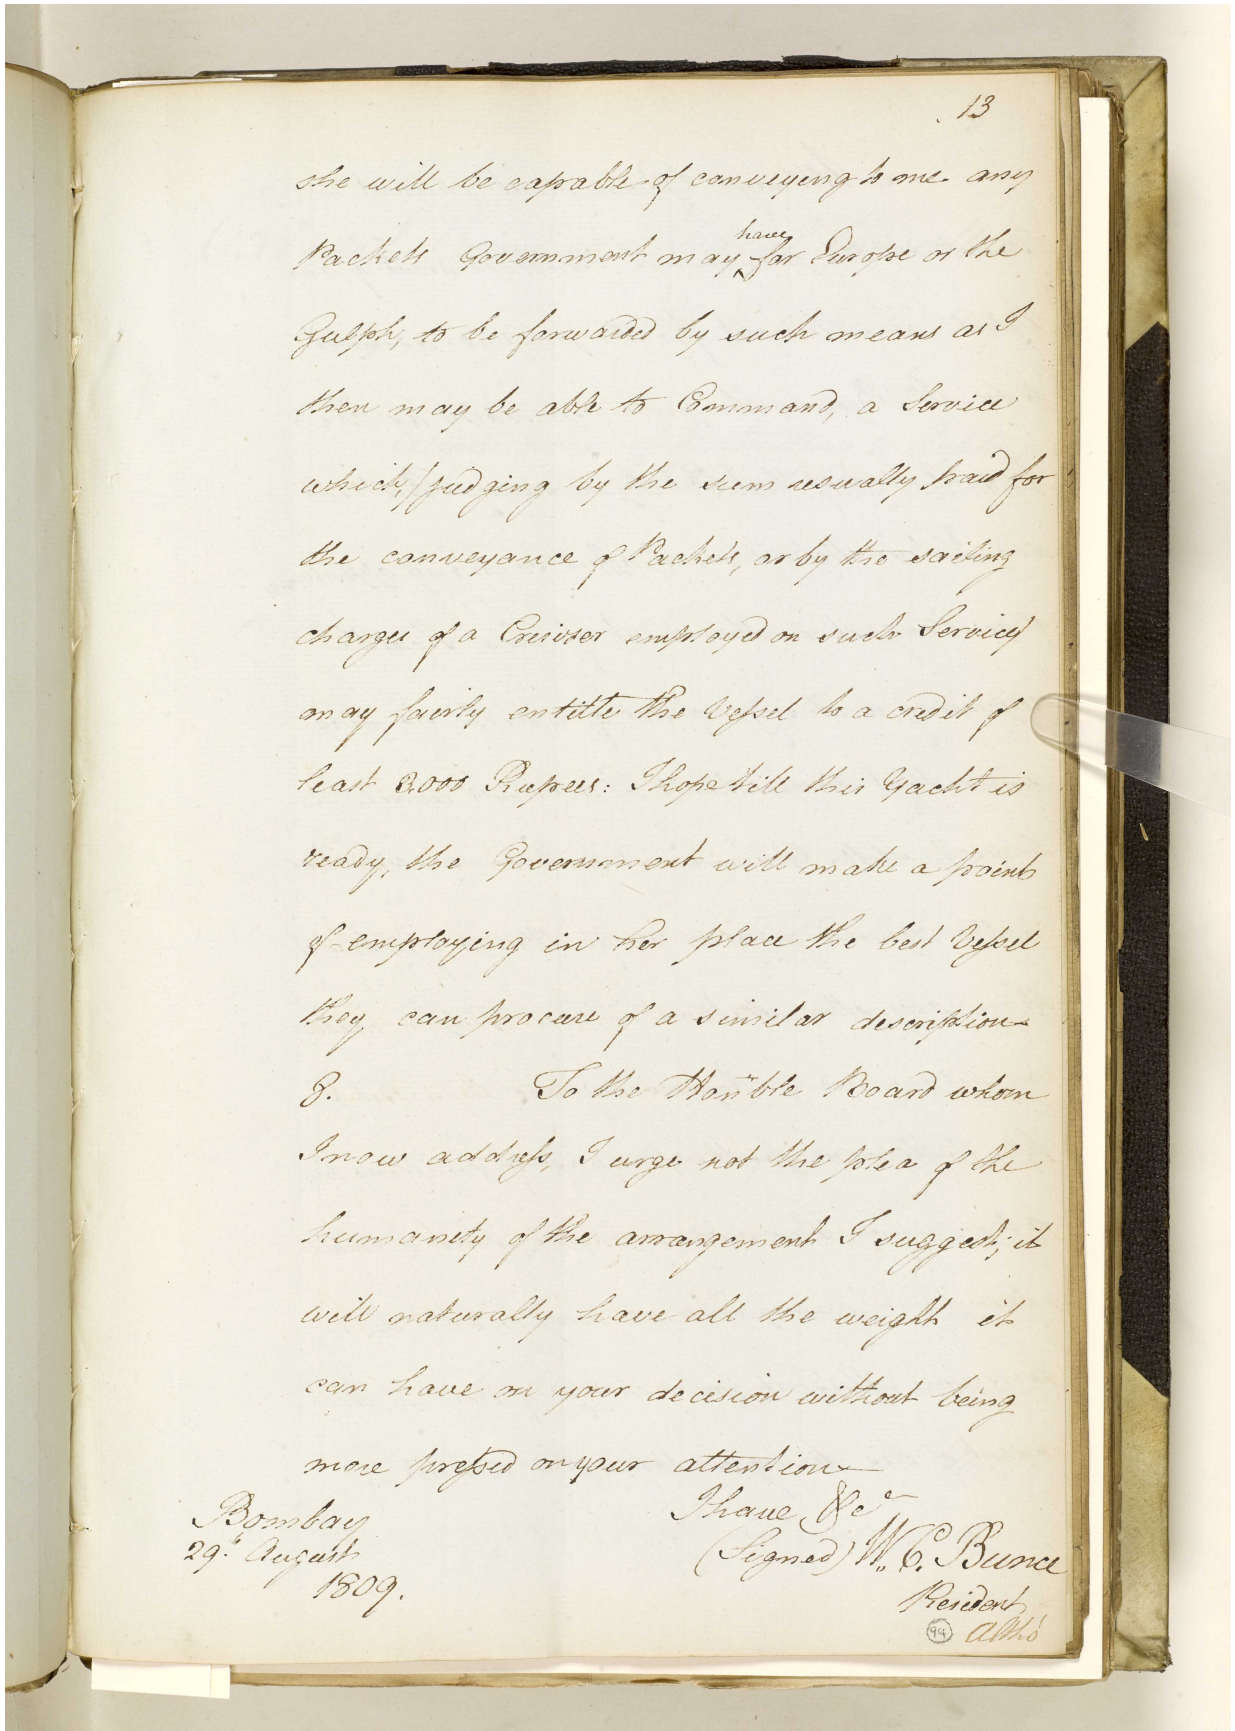 13
she will be capable of conveying to me any
Packets Government may have for Europe or the
Gulph, to be forwarded by such means as I
then may be able to Command, a Service
which, (judging by the sum usually paid for
the conveyance of Packets, or by the sailing
charges of a Cruizer employed on such Service)
may fairly entitle the Vessel to a credit of
least 3.000 Rupees: I hope till this Yacht is
ready, the Government will make a point
of employing in her place the best Vessel
they can procure of a similar description
8. To the Hon'ble Board whom
I now address, I urge not the plea of the
humanity of the arrangement I suggest; it
will naturally have all the weight it
can have on your decision without being
more pressed on your attention
I have &ca
Bombay
29th August
1809.
(Signed) W. C. Bunce
Resident
94
Altho'